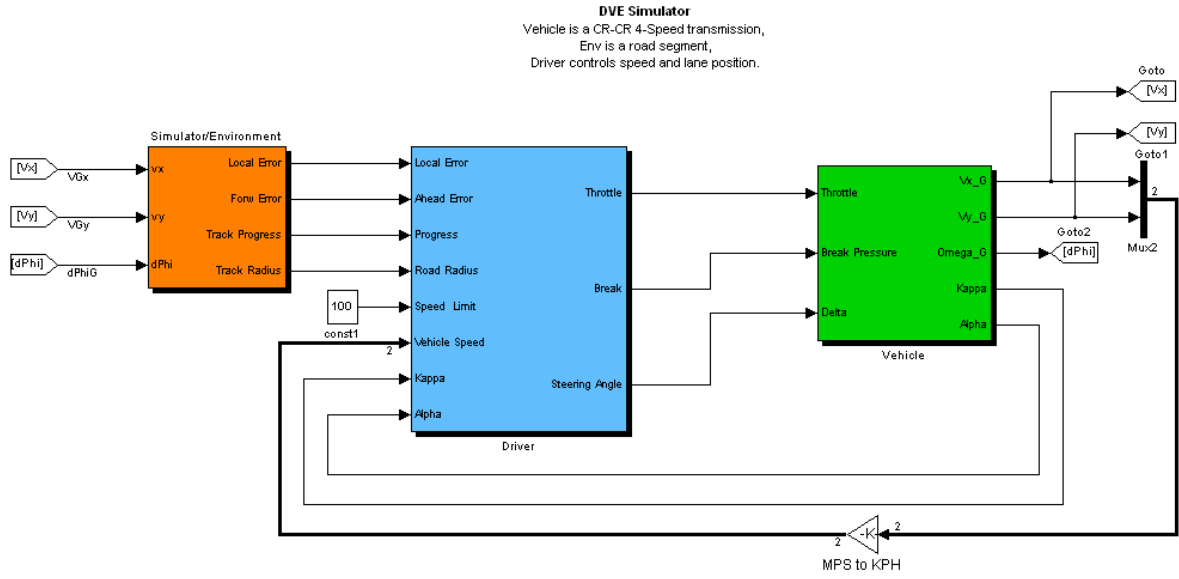 DVE Simulator
Vehicle is a CR-CR 4-Speed transmission,
Env is a road segment,
Driver controls speed and lane position.
Simulator/Environment
[Vx]
VGx
[Vy]
VGy
[dPhi]
dPhiG
vx
vy
dPhi
Local Error
Forw Error
Track Progress
Track Radius
100
const1
Local Error
Ahead Error
Progress
Road Radius
Speed Limit
Vehicle Speed
2
Kappa
Alpha
Throttle
Break
Steering Angle
Driver
Throttle
Break Pressure
Delta
Vx_G
Vy_G
Omega_G
Kappa
Alpha
Vehicle
Goto
[Vx]
[Vy]
Goto1
2
Goto2
[dPhi]
Mux2
2
-K
2
MPS to KPH